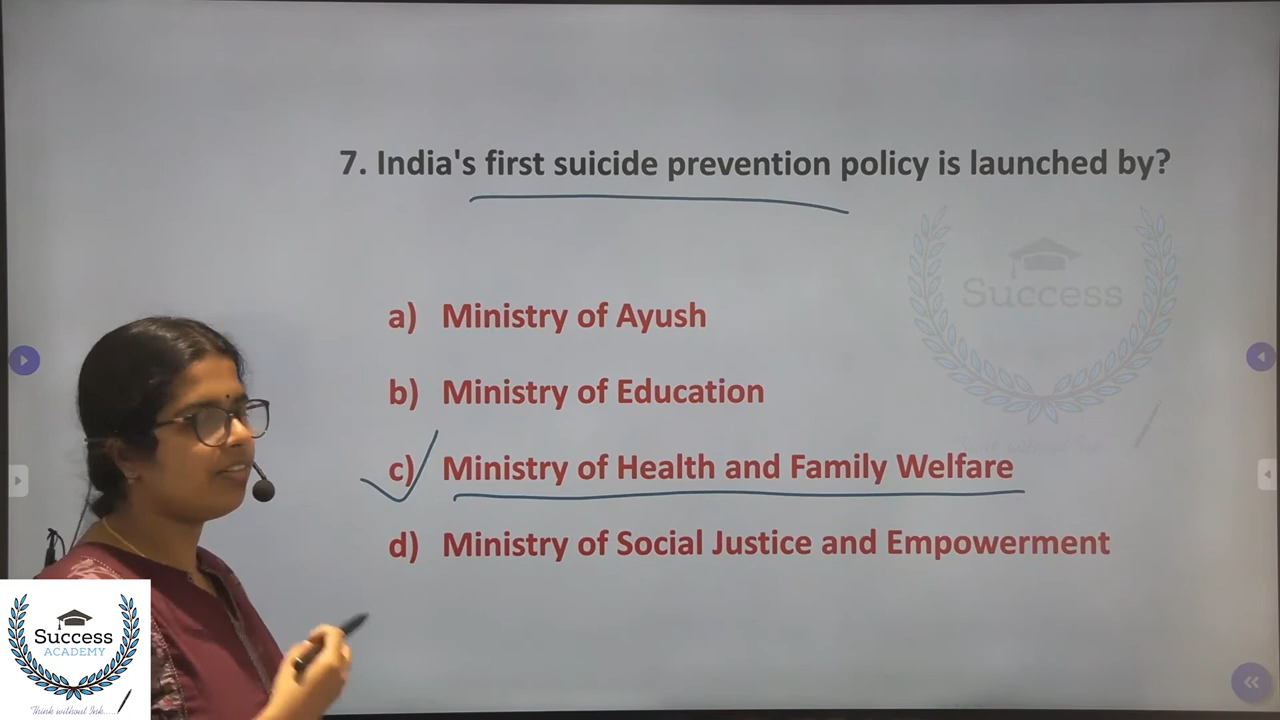 7. India's first suicide prevention policy is launched by?
Success
a) Ministry of Ayush
b) Ministry of Education
c) Ministry of Health and Family Welfare
d) Ministry of Social Justice and Empowerment
Success
ACADEMY
Think without Ink.....